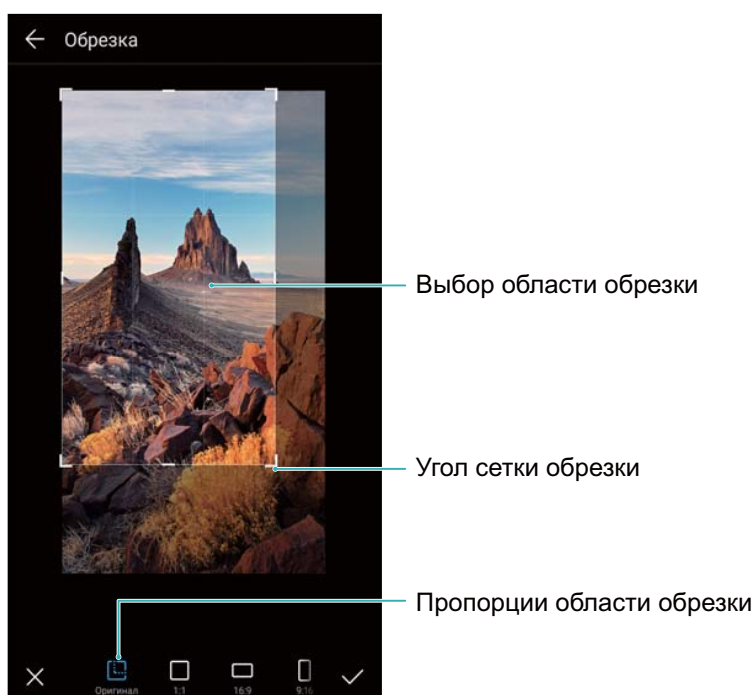 Обрезка
Выбор области обрезки
Угол сетки обрезки
Пропорции области обрезки
Оригинал 1:1 16:9 9:16